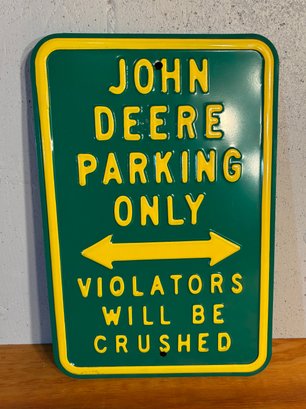 JOHN
DEERE
PARKING
ONLY
VIOLATORS
WILL BE
CRUSHED